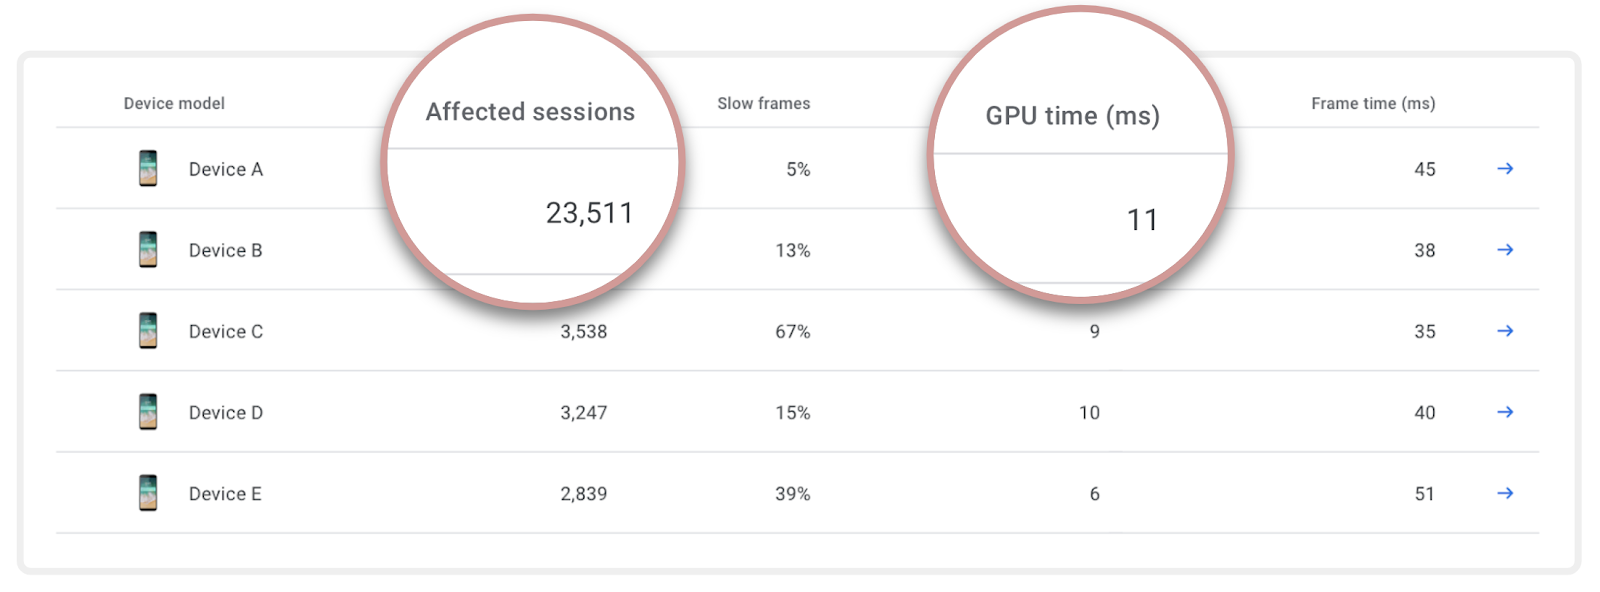 Device model Affected sessions Slow frames GPU time (ms) Frame time (ms)
Device A 23,511 5% 11 45
Device B 13% 38
Device C 3,538 67% 9 35
Device D 3,247 15% 10 40
Device E 2,839 39% 6 51